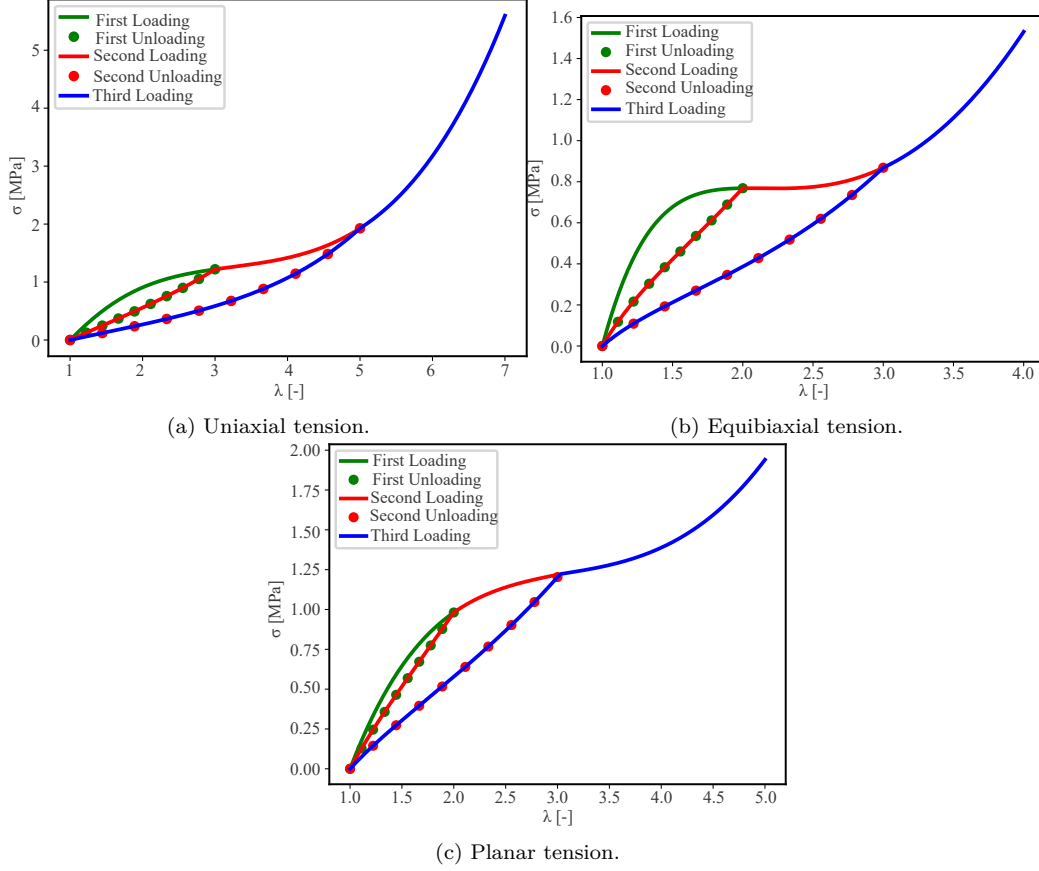 First Loading
First Unloading
Second Loading
Second Unloading
Third Loading
σ [MPa]
5
4
3
2
1
0
1 2 3 4 5 6 7
λ [-]
(a) Uniaxial tension.
First Loading
First Unloading
Second Loading
Second Unloading
Third Loading
σ [MPa]
1.6
1.4
1.2
1.0
0.8
0.6
0.4
0.2
0.0
1.0 1.5 2.0 2.5 3.0 3.5 4.0
λ [-]
(b) Equibiaxial tension.
First Loading
First Unloading
Second Loading
Second Unloading
Third Loading
σ [MPa]
2.00
1.75
1.50
1.25
1.00
0.75
0.50
0.25
0.00
1.0 1.5 2.0 2.5 3.0 3.5 4.0 4.5 5.0
λ [-]
(c) Planar tension.